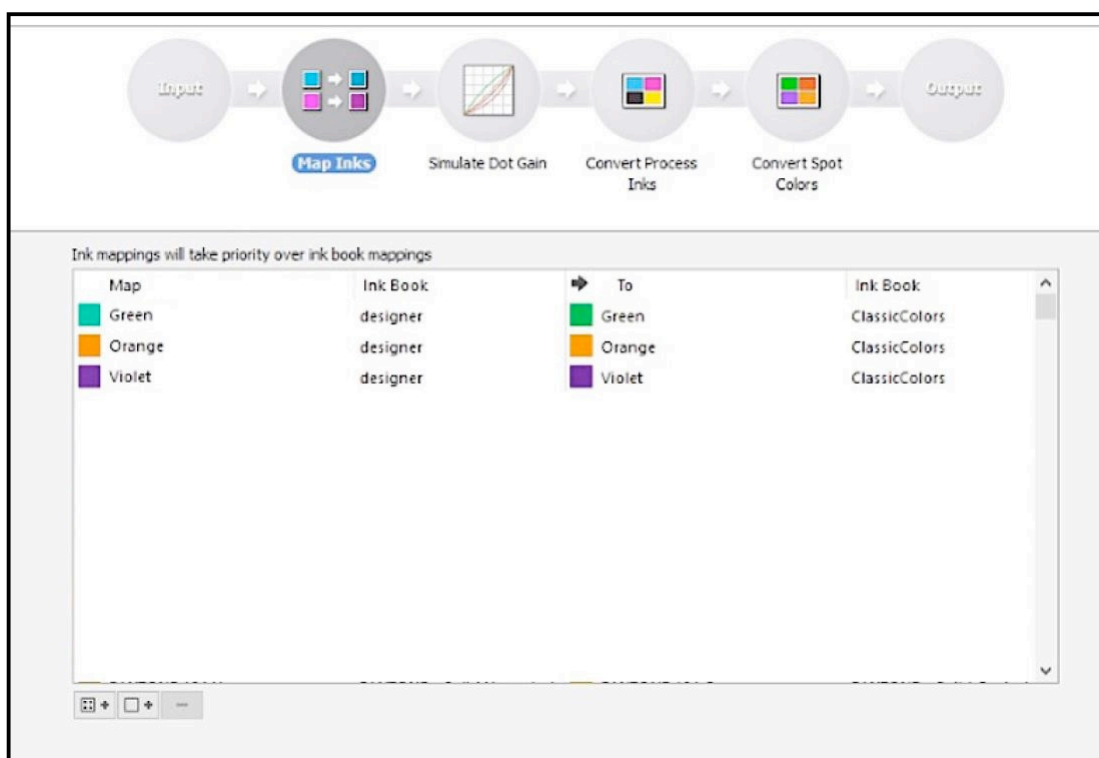 Input Output
Map Inks Simulate Dot Gain Convert Process Inks Convert Spot Colors
Ink mappings will take priority over ink book mappings
Map Ink Book To Ink Book
Green designer Green ClassicColors
Orange designer Orange ClassicColors
Violet designer Violet ClassicColors